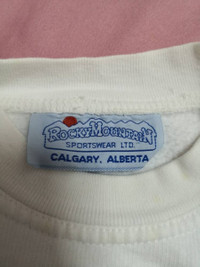 ROCKY MOUNTAIN
SPORTSWEAR LTD.
CALGARY, ALBERTA